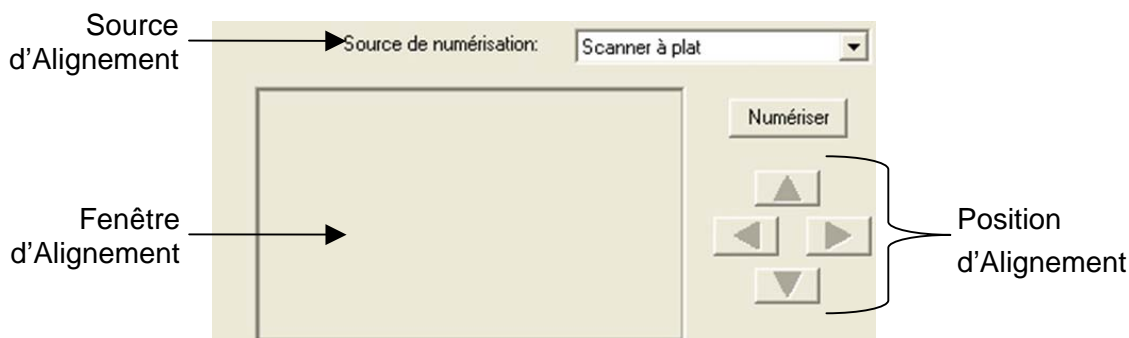 Source
d'Alignement
Source de numérisation:
Scanner à plat
Numériser
Fenêtre
d'Alignement
Position
d'Alignement